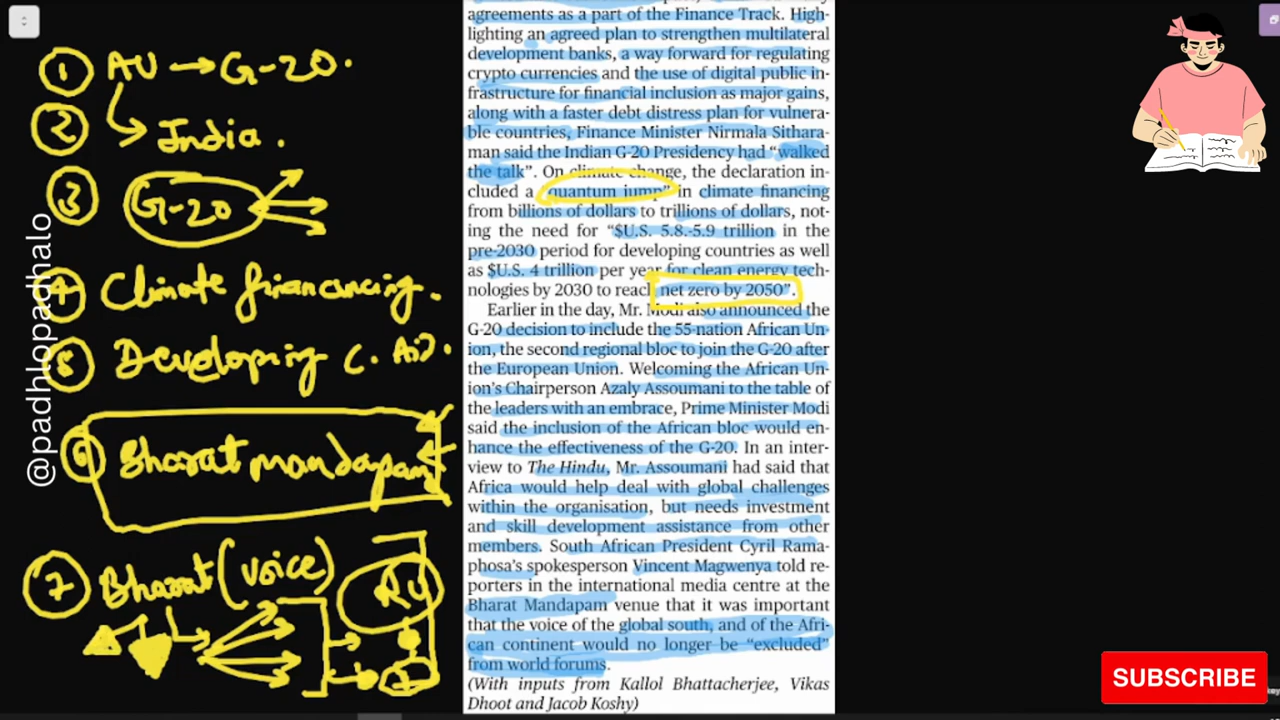 ① AU → G-20.
② India.
③ G-20
④ Climate finanancing.
⑤ Developing C. Aid.
⑥ Bharat mandapam
⑦ Bharat (voice)
@padhlopadhalo
agreements as a part of the Finance Track. High-
lighting an agreed plan to strengthen multilateral
development banks, a way forward for regulating
crypto currencies and the use of digital public in-
frastructure for financial inclusion as major gains,
along with a faster debt distress plan for vulnera-
ble countries, Finance Minister Nirmala Sithara-
man said the Indian G-20 Presidency had “walked
the talk”. On climate change, the declaration in-
cluded a “quantum jump” in climate financing
from billions of dollars to trillions of dollars, not-
ing the need for “$U.S. 5.8.-5.9 trillion in the
pre-2030 period for developing countries as well
as $U.S. 4 trillion per year for clean energy tech-
nologies by 2030 to reach net zero by 2050”.
Earlier in the day, Mr. Modi also announced the
G-20 decision to include the 55-nation African Un-
ion, the second regional bloc to join the G-20 after
the European Union. Welcoming the African Un-
ion’s Chairperson Azaly Assoumani to the table of
the leaders with an embrace, Prime Minister Modi
said the inclusion of the African bloc would en-
hance the effectiveness of the G-20. In an inter-
view to The Hindu, Mr. Assoumani had said that
Africa would help deal with global challenges
within the organisation, but needs investment
and skill development assistance from other
members. South African President Cyril Rama-
phosa’s spokesperson Vincent Magwenya told re-
porters in the international media centre at the
Bharat Mandapam venue that it was important
that the voice of the global south, and of the Afri-
can continent would no longer be “excluded”
from world forums.
(With inputs from Kallol Bhattacherjee, Vikas
Dhoot and Jacob Koshy)
SUBSCRIBE